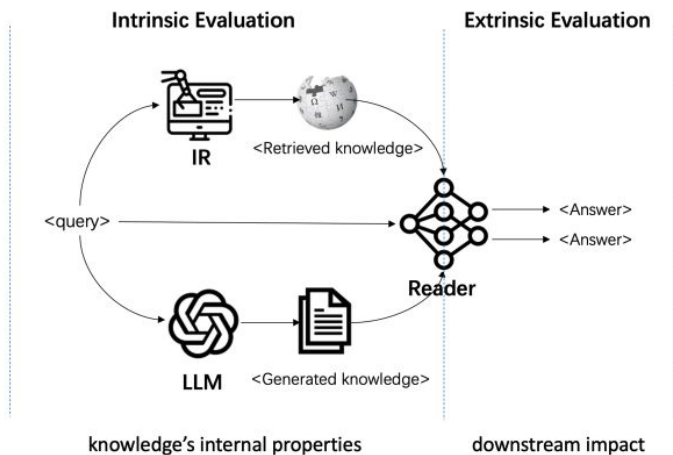 Intrinsic Evaluation
Extrinsic Evaluation
IR
<Retrieved knowledge>
<query>
<Answer>
<Answer>
Reader
LLM
<Generated knowledge>
knowledge's internal properties
downstream impact